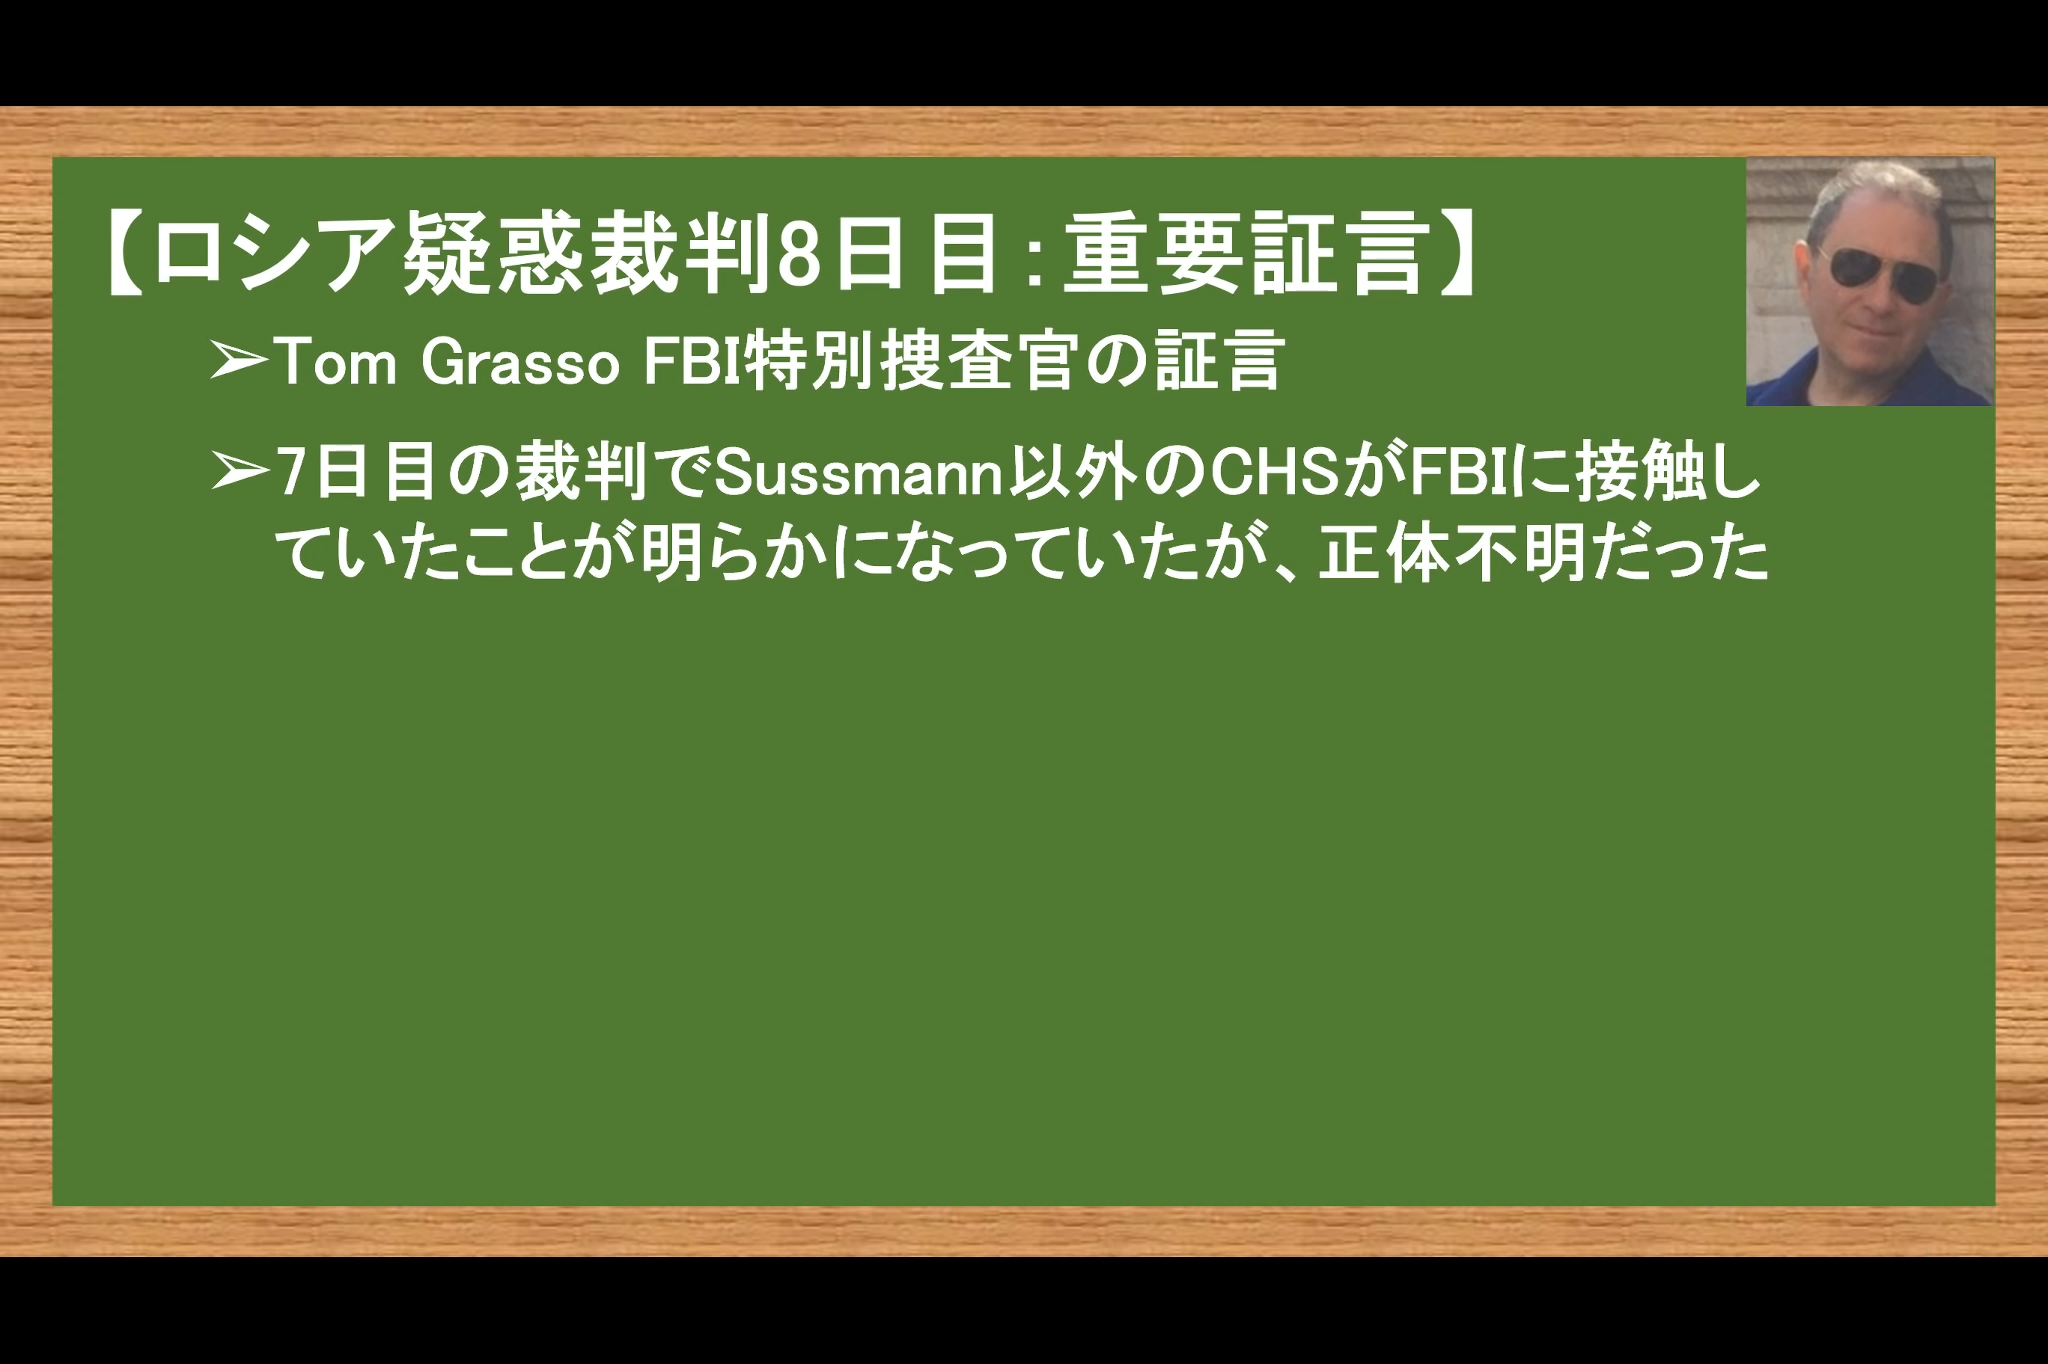 【ロシア疑惑裁判8日目：重要証言】
➢Tom Grasso FBI特別捜査官の証言
➢7日目の裁判でSussmann以外のCHSがFBIに接触し
ていたことが明らかになっていたが、正体不明だった